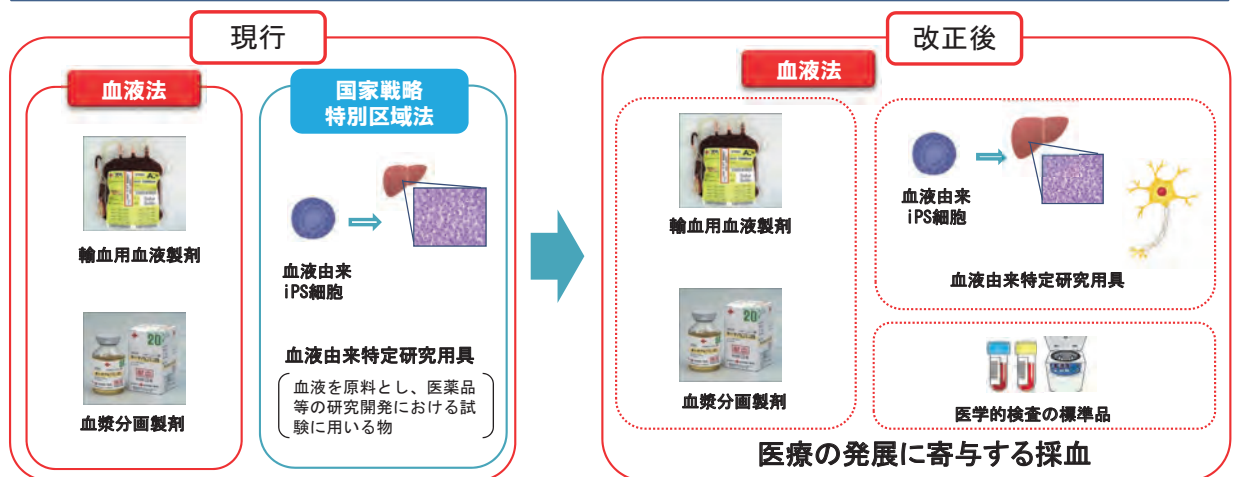 現行
血液法
輸血用血液製剤
血漿分画製剤
国家戦略
特別区域法
血液由来
iPS細胞
血液由来特定研究用具
血液を原料とし、医薬品
等の研究開発における試
験に用いる物
改正後
血液法
輸血用血液製剤
血漿分画製剤
血液由来
iPS細胞
血液由来特定研究用具
医学的検査の標準品
医療の発展に寄与する採血